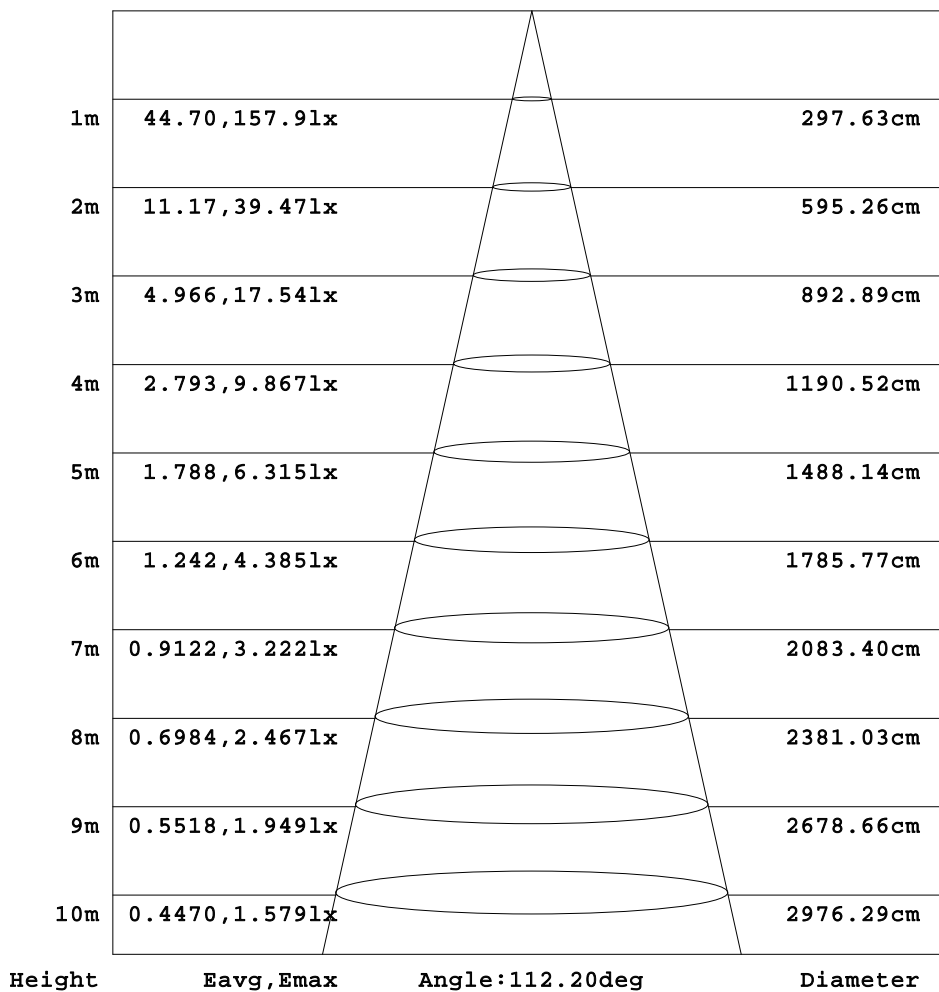 1m 44.70,157.9lx 297.63cm
2m 11.17,39.47lx 595.26cm
3m 4.966,17.54lx 892.89cm
4m 2.793,9.867lx 1190.52cm
5m 1.788,6.315lx 1488.14cm
6m 1.242,4.385lx 1785.77cm
7m 0.9122,3.222lx 2083.40cm
8m 0.6984,2.467lx 2381.03cm
9m 0.5518,1.949lx 2678.66cm
10m 0.4470,1.579lx 2976.29cm
Height Eavg,Emax Angle:112.20deg Diameter